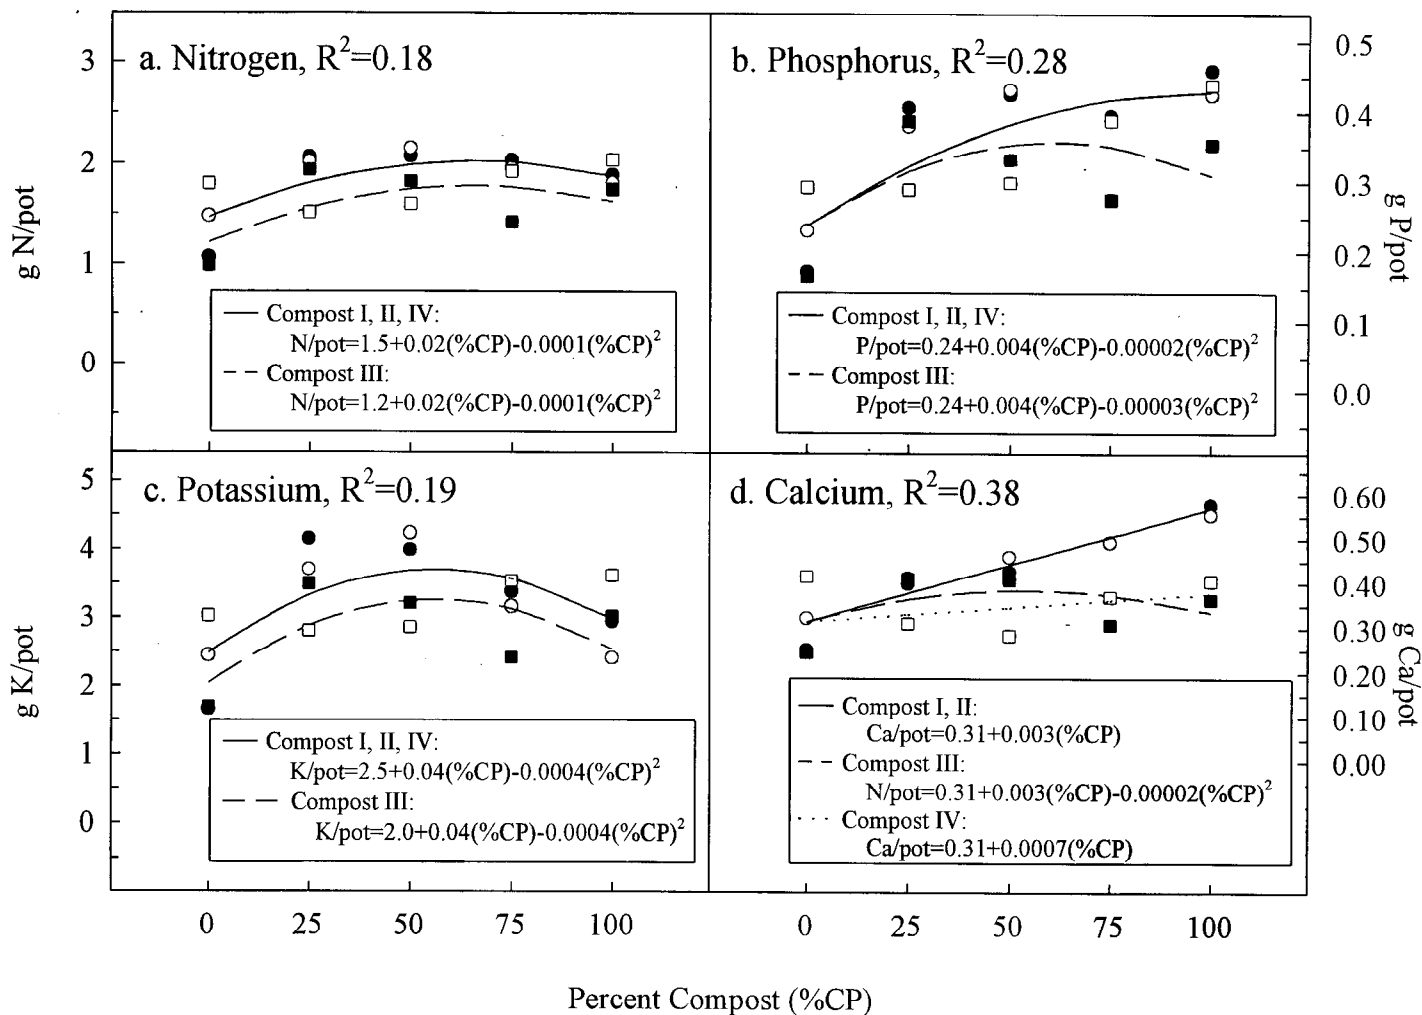 a. Nitrogen, R²=0.18
3
2
1
0
g N/pot
Compost I, II, IV:
N/pot=1.5+0.02(%CP)-0.0001(%CP)²
Compost III:
N/pot=1.2+0.02(%CP)-0.0001(%CP)²
b. Phosphorus, R²=0.28
0.5
0.4
0.3
0.2
0.1
0.0
g P/pot
Compost I, II, IV:
P/pot=0.24+0.004(%CP)-0.00002(%CP)²
Compost III:
P/pot=0.24+0.004(%CP)-0.00003(%CP)²
c. Potassium, R²=0.19
5
4
3
2
1
0
g K/pot
Compost I, II, IV:
K/pot=2.5+0.04(%CP)-0.0004(%CP)²
Compost III:
K/pot=2.0+0.04(%CP)-0.0004(%CP)²
0 25 50 75 100
d. Calcium, R²=0.38
0.60
0.50
0.40
0.30
0.20
0.10
0.00
g Ca/pot
Compost I, II:
Ca/pot=0.31+0.003(%CP)
Compost III:
N/pot=0.31+0.003(%CP)-0.00002(%CP)²
Compost IV:
Ca/pot=0.31+0.0007(%CP)
0 25 50 75 100
Percent Compost (%CP)